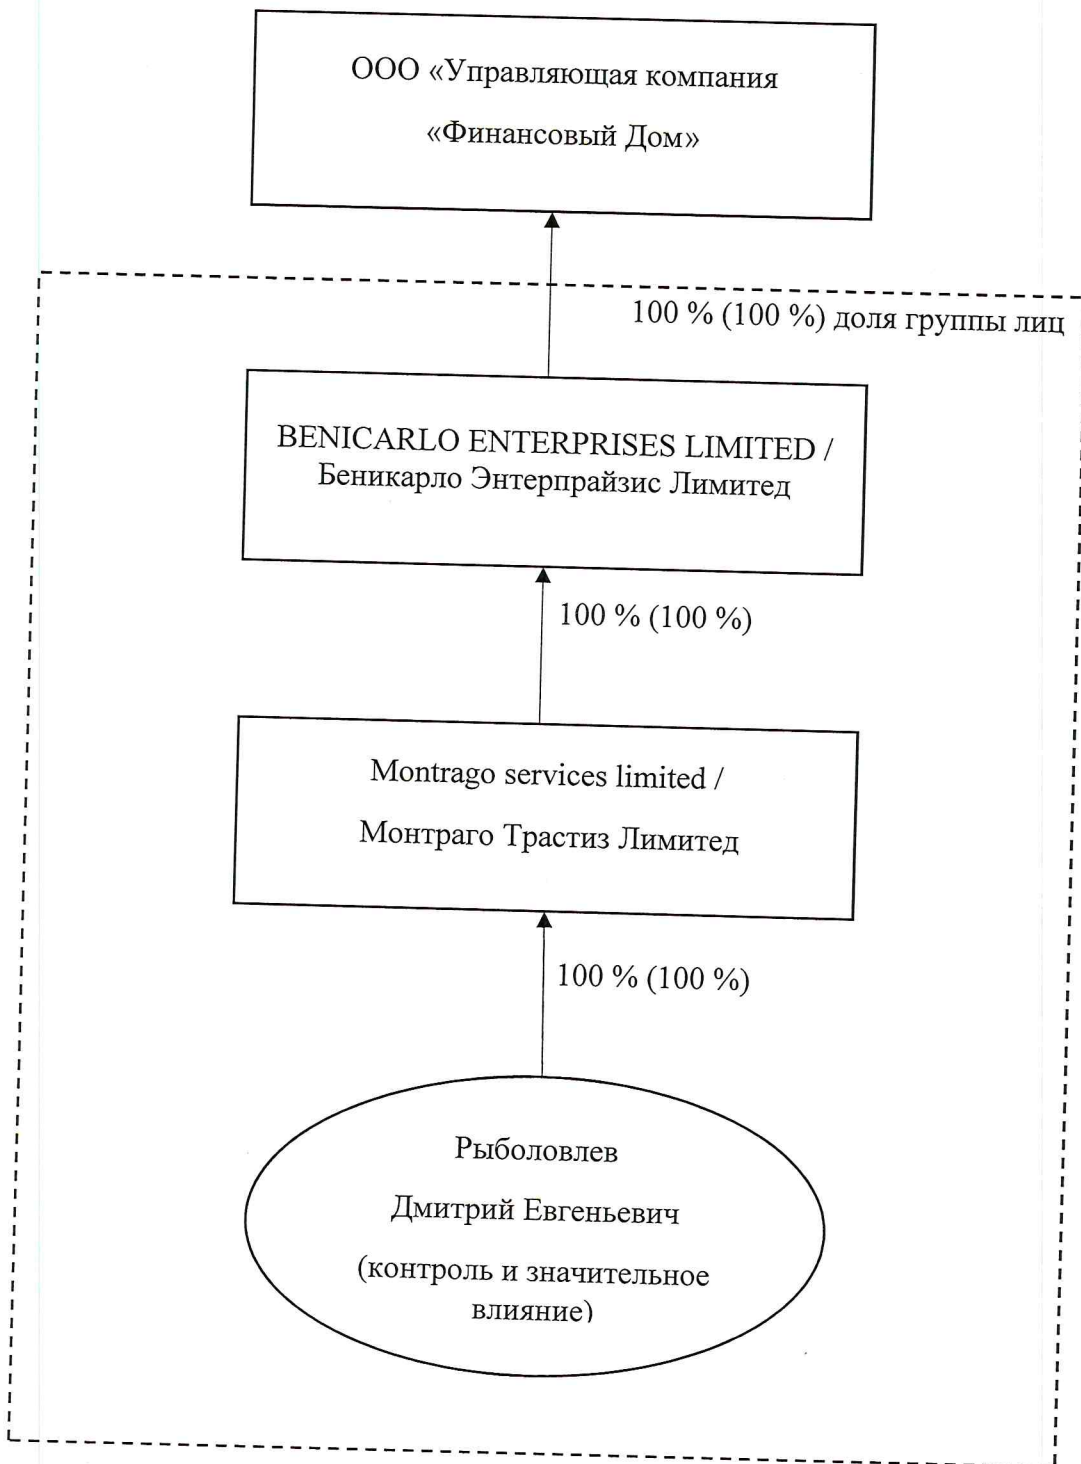 ООО «Управляющая компания
«Финансовый Дом»
100 % (100 %) доля группы лиц
BENICARLO ENTERPRISES LIMITED /
Беникарло Энтерпрайзис Лимитед
100 % (100 %)
Montrago services limited /
Монтраго Трастиз Лимитед
100 % (100 %)
Рыболовлев
Дмитрий Евгеньевич
(контроль и значительное
влияние)